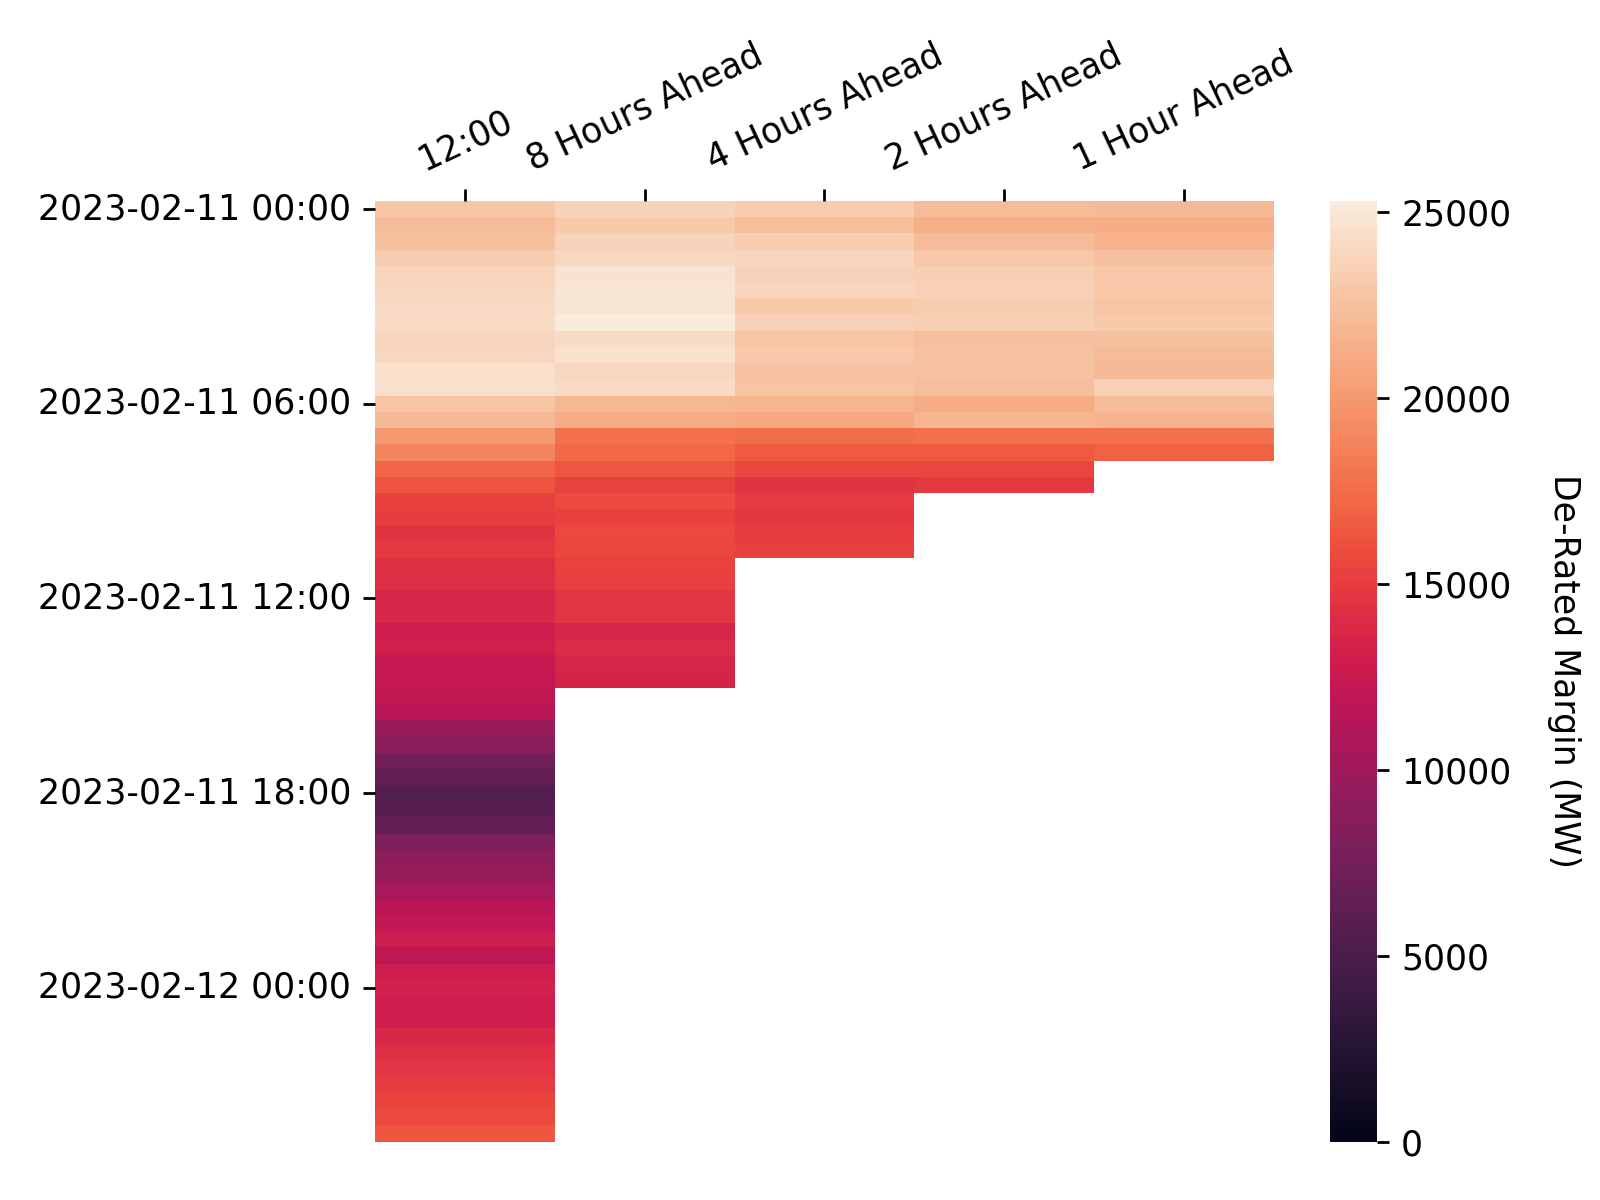 12:00
8 Hours Ahead
4 Hours Ahead
2 Hours Ahead
1 Hour Ahead
2023-02-11 00:00
2023-02-11 06:00
2023-02-11 12:00
2023-02-11 18:00
2023-02-12 00:00
25000
20000
15000
10000
5000
0
De-Rated Margin (MW)